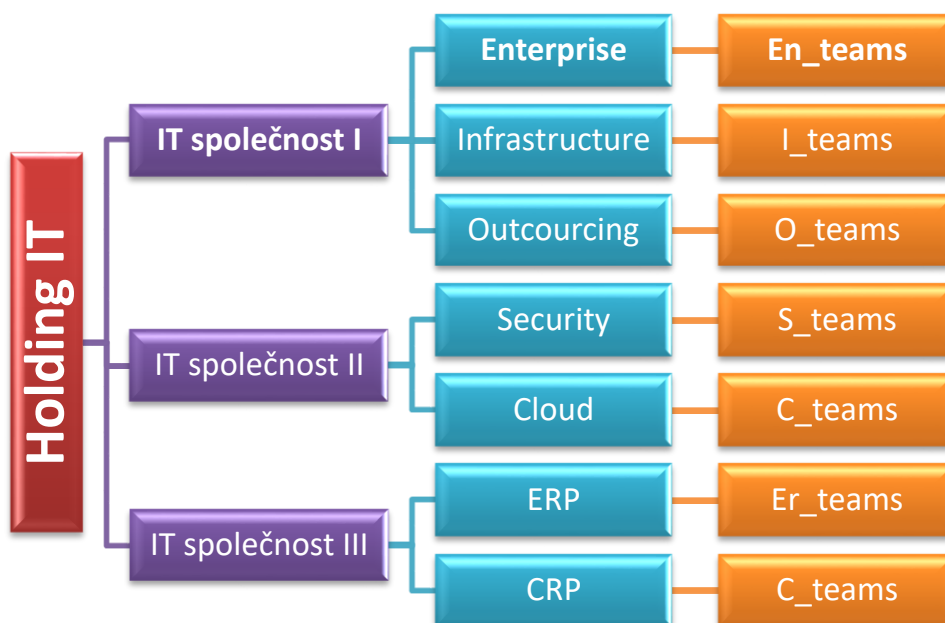 Holding IT
IT společnost I
Enterprise
En_teams
Infrastructure
I_teams
Outcourcing
O_teams
IT společnost II
Security
S_teams
Cloud
C_teams
IT společnost III
ERP
Er_teams
CRP
C_teams